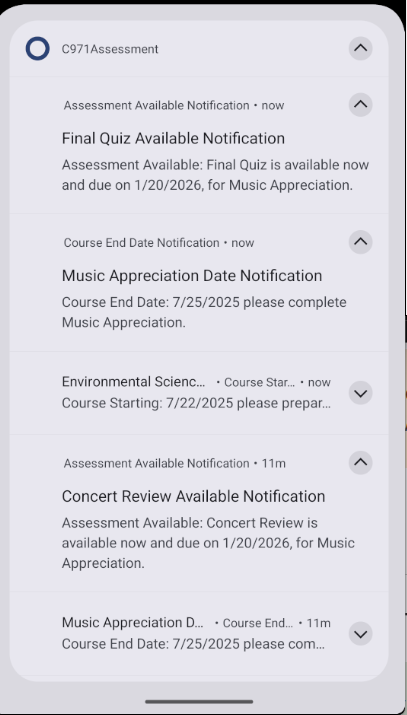 C971Assessment
Assessment Available Notification • now
Final Quiz Available Notification
Assessment Available: Final Quiz is available now
and due on 1/20/2026, for Music Appreciation.
Course End Date Notification • now
Music Appreciation Date Notification
Course End Date: 7/25/2025 please complete
Music Appreciation.
Environmental Scienc... • Course Star... • now
Course Starting: 7/22/2025 please prepar...
Assessment Available Notification • 11m
Concert Review Available Notification
Assessment Available: Concert Review is
available now and due on 1/20/2026, for Music
Appreciation.
Music Appreciation D... • Course End... • 11m
Course End Date: 7/25/2025 please com...